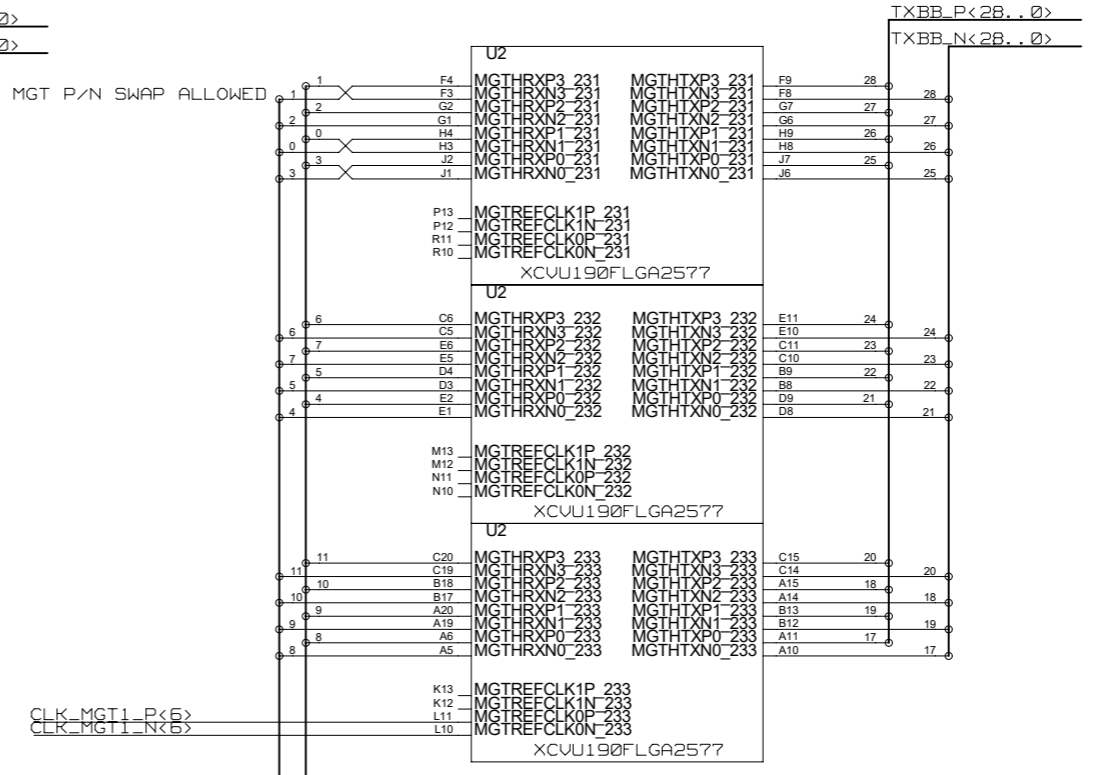 0>
0>
TXBB_P<28..0>
TXBB_N<28..0>
MGT P/N SWAP ALLOWED
U2
1 F4 MGTHRXP3_231 MGTHTXP3_231 F9 28
1 F3 MGTHRXN3_231 MGTHTXN3_231 F8 28
2 G2 MGTHRXP2_231 MGTHTXP2_231 G7 27
2 G1 MGTHRXN2_231 MGTHTXN2_231 G6 27
0 H4 MGTHRXP1_231 MGTHTXP1_231 H9 26
0 H3 MGTHRXN1_231 MGTHTXN1_231 H8 26
3 J2 MGTHRXP0_231 MGTHTXP0_231 J7 25
3 J1 MGTHRXN0_231 MGTHTXN0_231 J6 25
P13 MGTREFCLK1P_231
P12 MGTREFCLK1N_231
R11 MGTREFCLK0P_231
R10 MGTREFCLK0N_231
XCVU190FLGA2577
U2
6 C6 MGTHRXP3_232 MGTHTXP3_232 E11 24
6 C5 MGTHRXN3_232 MGTHTXN3_232 E10 24
7 E6 MGTHRXP2_232 MGTHTXP2_232 C11 23
7 E5 MGTHRXN2_232 MGTHTXN2_232 C10 23
5 D4 MGTHRXP1_232 MGTHTXP1_232 B9 22
5 D3 MGTHRXN1_232 MGTHTXN1_232 B8 22
4 E2 MGTHRXP0_232 MGTHTXP0_232 D9 21
4 E1 MGTHRXN0_232 MGTHTXN0_232 D8 21
M13 MGTREFCLK1P_232
M12 MGTREFCLK1N_232
N11 MGTREFCLK0P_232
N10 MGTREFCLK0N_232
XCVU190FLGA2577
U2
11 C20 MGTHRXP3_233 MGTHTXP3_233 C15 20
11 C19 MGTHRXN3_233 MGTHTXN3_233 C14 20
10 B18 MGTHRXP2_233 MGTHTXP2_233 A15 18
10 B17 MGTHRXN2_233 MGTHTXN2_233 A14 18
9 A20 MGTHRXP1_233 MGTHTXP1_233 B13 19
9 A19 MGTHRXN1_233 MGTHTXN1_233 B12 19
8 A6 MGTHRXP0_233 MGTHTXP0_233 A11 17
8 A5 MGTHRXN0_233 MGTHTXN0_233 A10 17
K13 MGTREFCLK1P_233
K12 MGTREFCLK1N_233
CLK_MGT1_P<6> L11 MGTREFCLK0P_233
CLK_MGT1_N<6> L10 MGTREFCLK0N_233
XCVU190FLGA2577